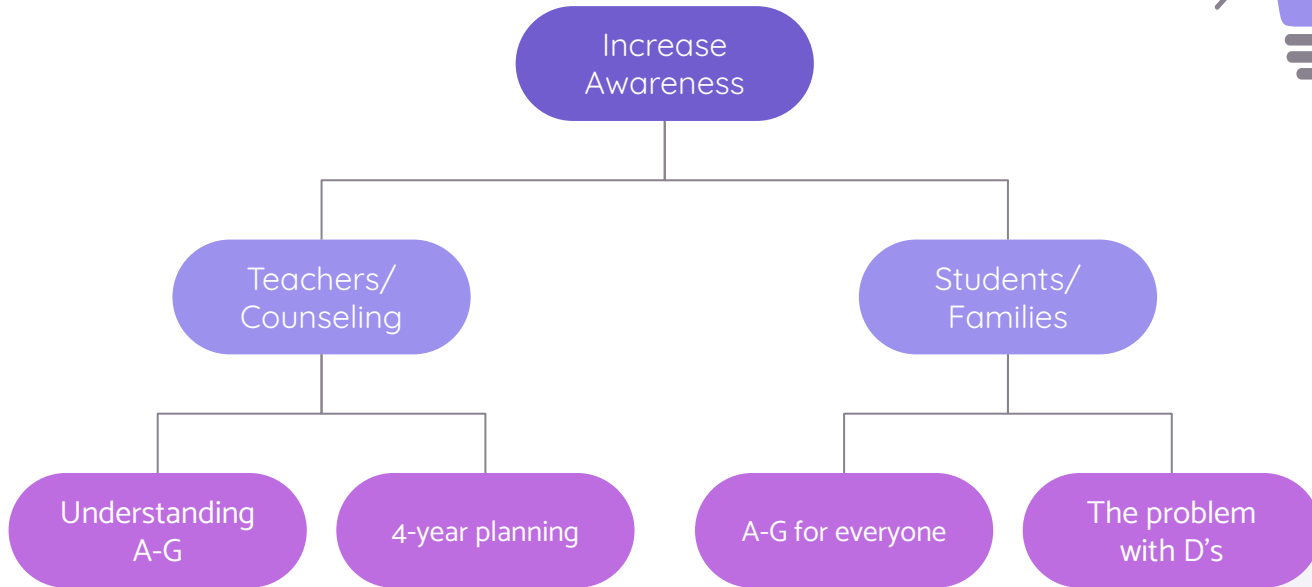 Increase
Awareness
Teachers/
Counseling
Students/
Families
Understanding
A-G
4-year planning
A-G for everyone
The problem
with D’s